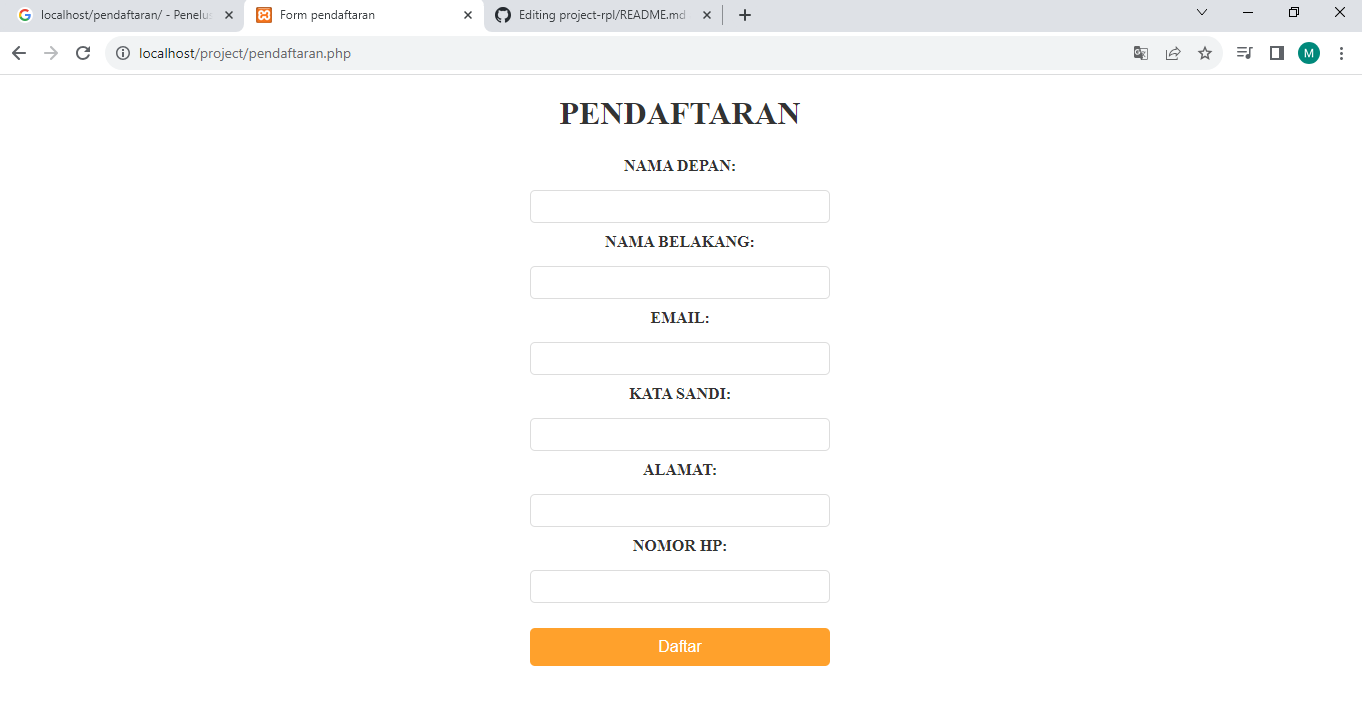 localhost/pendaftaran/ - Penelus
Form pendaftaran
Editing project-rpl/README.md
localhost/project/pendaftaran.php
M
PENDAFTARAN
NAMA DEPAN:
NAMA BELAKANG:
EMAIL:
KATA SANDI:
ALAMAT:
NOMOR HP:
Daftar